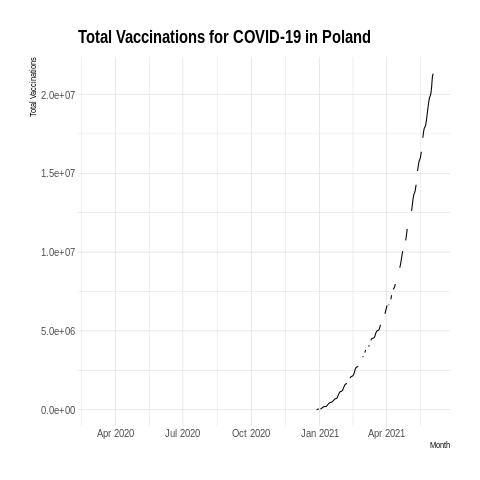 Total Vaccinations for COVID-19 in Poland
Total Vaccinations
2.0e+07
1.5e+07
1.0e+07
5.0e+06
0.0e+00
Apr 2020 Jul 2020 Oct 2020 Jan 2021 Apr 2021
Month